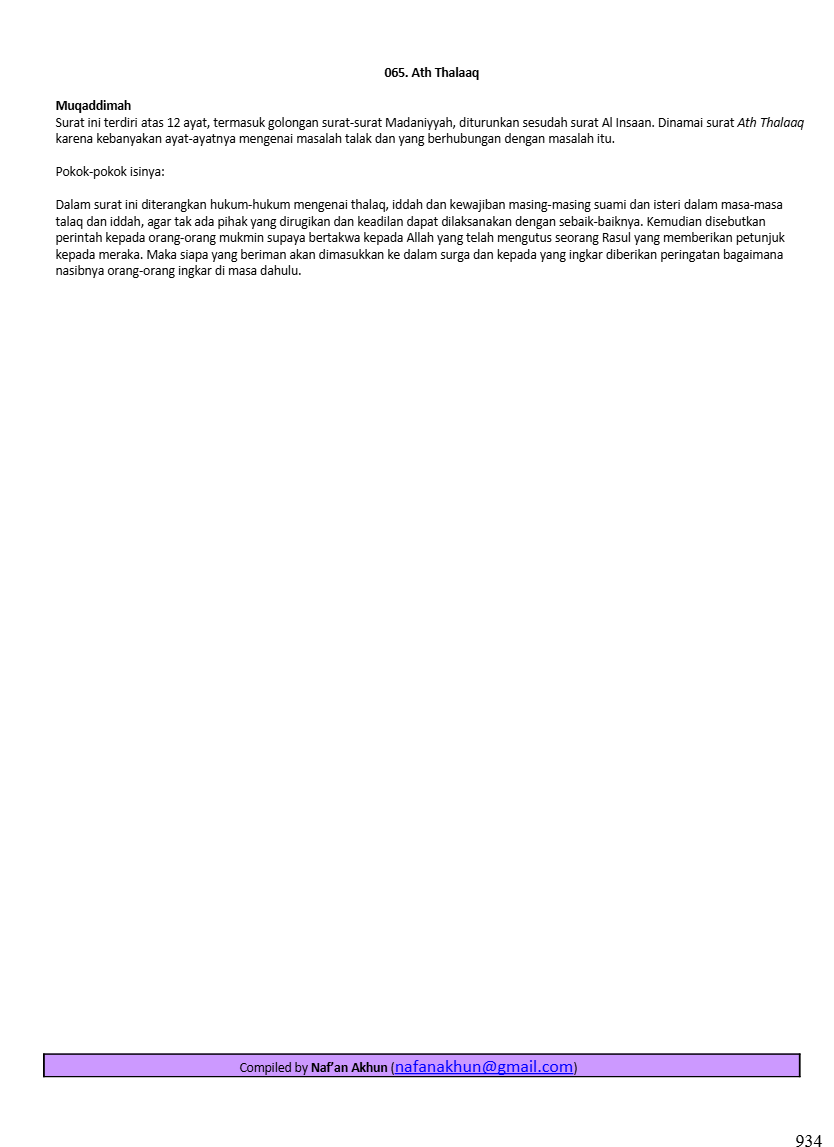 065. Ath Thalaaq
Muqaddimah
Surat ini terdiri atas 12 ayat, termasuk golongan surat-surat Madaniyyah, diturunkan sesudah surat Al Insaan. Dinamai surat Ath Thalaaq
karena kebanyakan ayat-ayatnya mengenai masalah talak dan yang berhubungan dengan masalah itu.
Pokok-pokok isinya:
Dalam surat ini diterangkan hukum-hukum mengenai thalaq, iddah dan kewajiban masing-masing suami dan isteri dalam masa-masa
talaq dan iddah, agar tak ada pihak yang dirugikan dan keadilan dapat dilaksanakan dengan sebaik-baiknya. Kemudian disebutkan
perintah kepada orang-orang mukmin supaya bertakwa kepada Allah yang telah mengutus seorang Rasul yang memberikan petunjuk
kepada meraka. Maka siapa yang beriman akan dimasukkan ke dalam surga dan kepada yang ingkar diberikan peringatan bagaimana
nasibnya orang-orang ingkar di masa dahulu.
Compiled by Naf’an Akhun (nafanakhun@gmail.com)
934